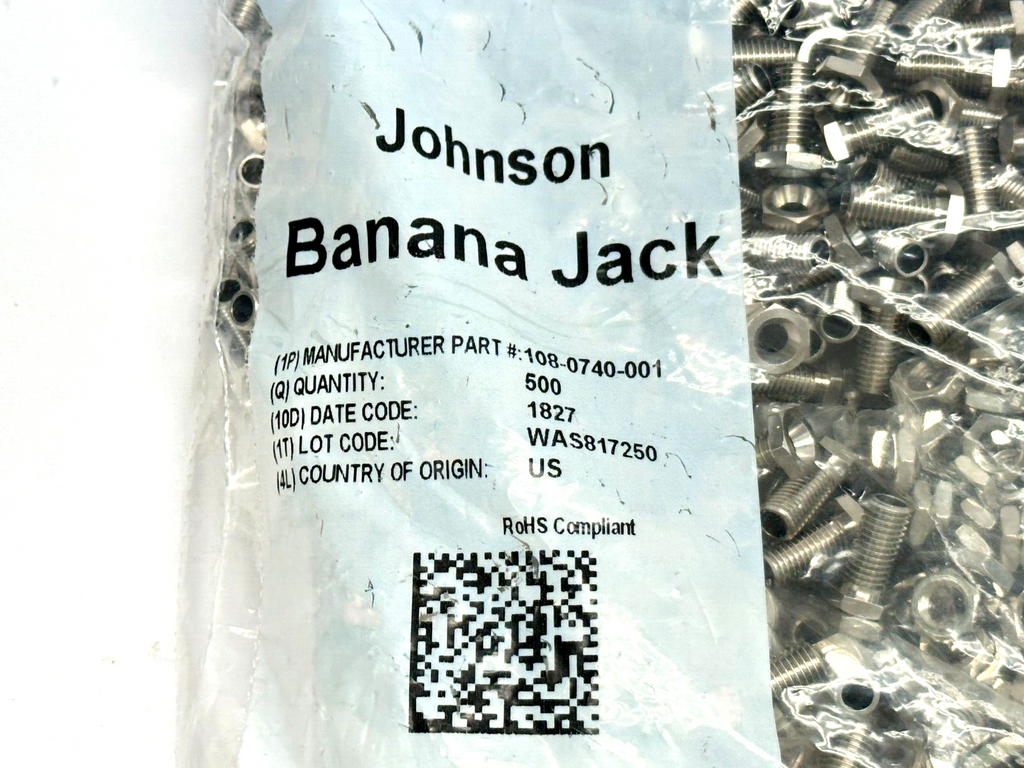 Johnson
Banana Jack
(1P) MANUFACTURER PART #:108-0740-001
(Q) QUANTITY: 500
(10D) DATE CODE: 1827
(1T) LOT CODE: WAS817250
(4L) COUNTRY OF ORIGIN: US
RoHS Compliant